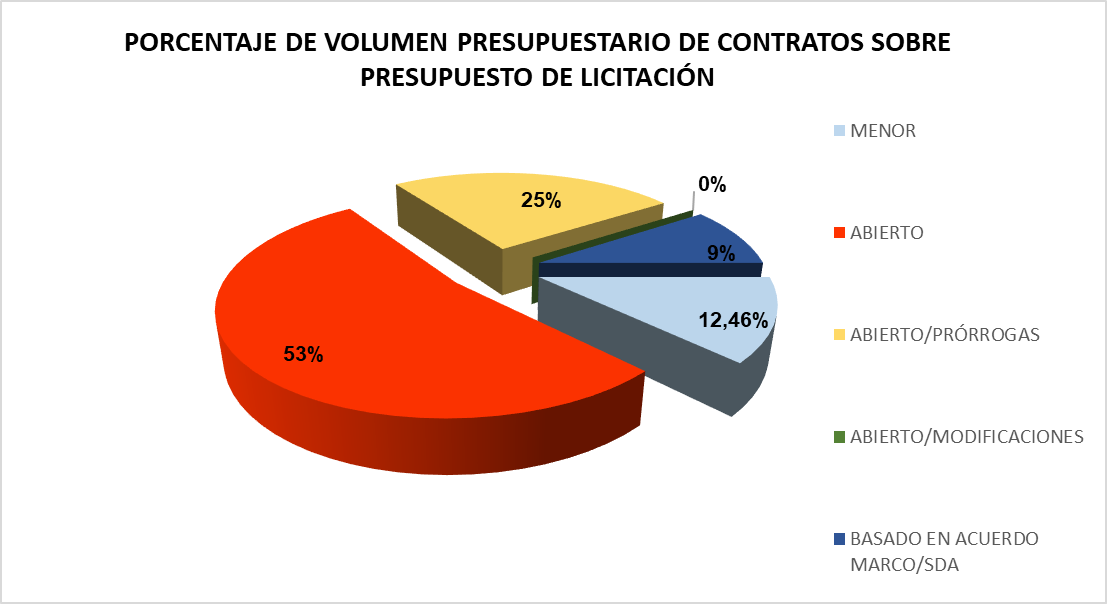 PORCENTAJE DE VOLUMEN PRESUPUESTARIO DE CONTRATOS SOBRE
PRESUPUESTO DE LICITACIÓN
MENOR
ABIERTO
ABIERTO/PRÓRROGAS
ABIERTO/MODIFICACIONES
BASADO EN ACUERDO
MARCO/SDA
25%
0%
9%
12,46%
53%